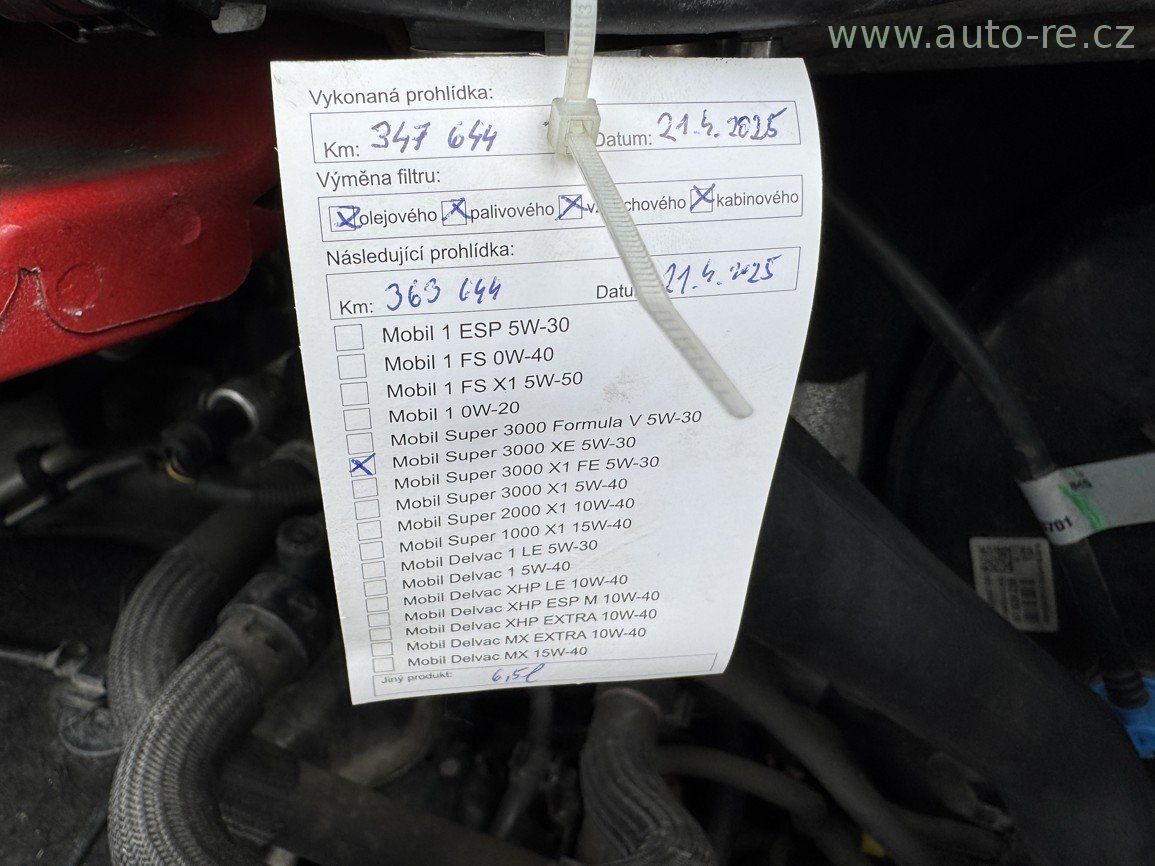 www.auto-re.cz
Vykonaná prohlídka:
Km: 347 644 Datum: 21.4.2025
Výměna filtru:
olejového palivového kabinového
Následující prohlídka:
Km: 363 644 21.4.2025
Mobil 1 ESP 5W-30
Mobil 1 FS 0W-40
Mobil 1 FS X1 5W-50
Mobil 1 0W-20
Mobil Super 3000 Formula V 5W-30
Mobil Super 3000 XE 5W-30
Mobil Super 3000 X1 FE 5W-30
Mobil Super 3000 X1 5W-40
Mobil Super 2000 X1 10W-40
Mobil Super 1000 X1 15W-40
Mobil Delvac 1 LE 5W-30
Mobil Delvac 1 5W-40
Mobil Delvac XHP LE 10W-40
Mobil Delvac XHP ESP M 10W-40
Mobil Delvac XHP EXTRA 10W-40
Mobil Delvac MX EXTRA 10W-40
Mobil Delvac MX 15W-40
Jiný produkt: 6,5l